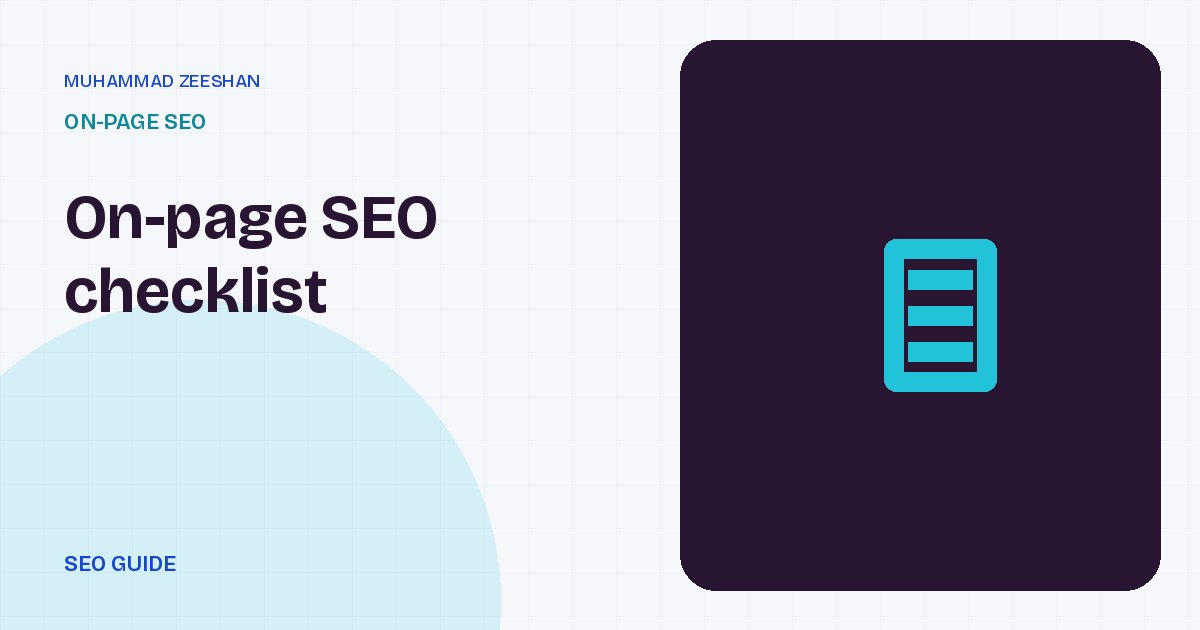 MUHAMMAD ZEESHAN
ON-PAGE SEO
On-page SEO
checklist
SEO GUIDE